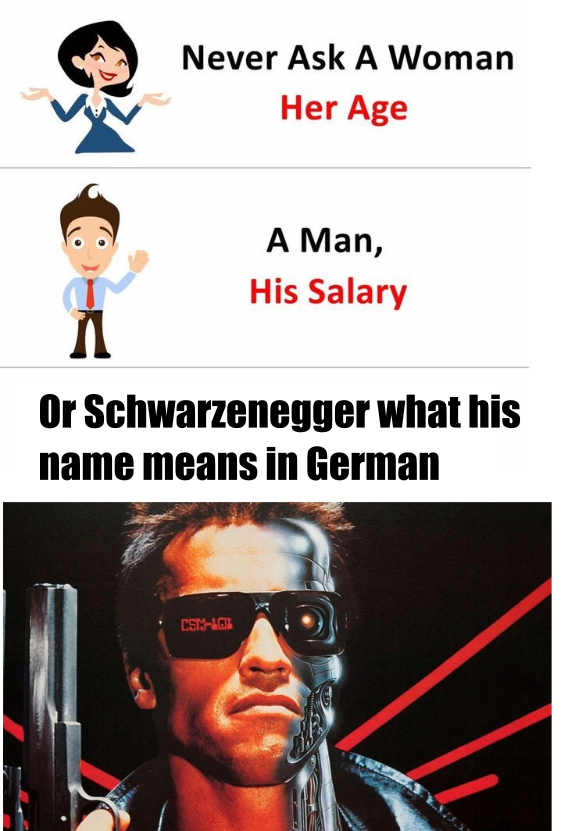 Never Ask A Woman
Her Age
A Man,
His Salary
Or Schwarzenegger what his
name means in German
CSM-101